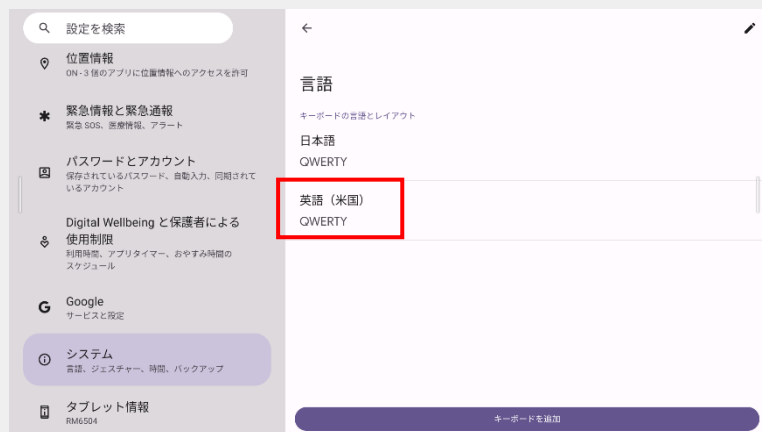 設定を検索
位置情報
ON - 3 個のアプリに位置情報へのアクセスを許可
緊急情報と緊急通報
緊急 SOS、医療情報、アラート
パスワードとアカウント
保存されているパスワード、自動入力、同期されて
いるアカウント
Digital Wellbeing と保護者による
使用制限
利用時間、アプリタイマー、おやすみ時間の
スケジュール
Google
サービスと設定
システム
言語、ジェスチャー、時間、バックアップ
タブレット情報
RM6504
言語
キーボードの言語とレイアウト
日本語
QWERTY
英語（米国）
QWERTY
キーボードを追加